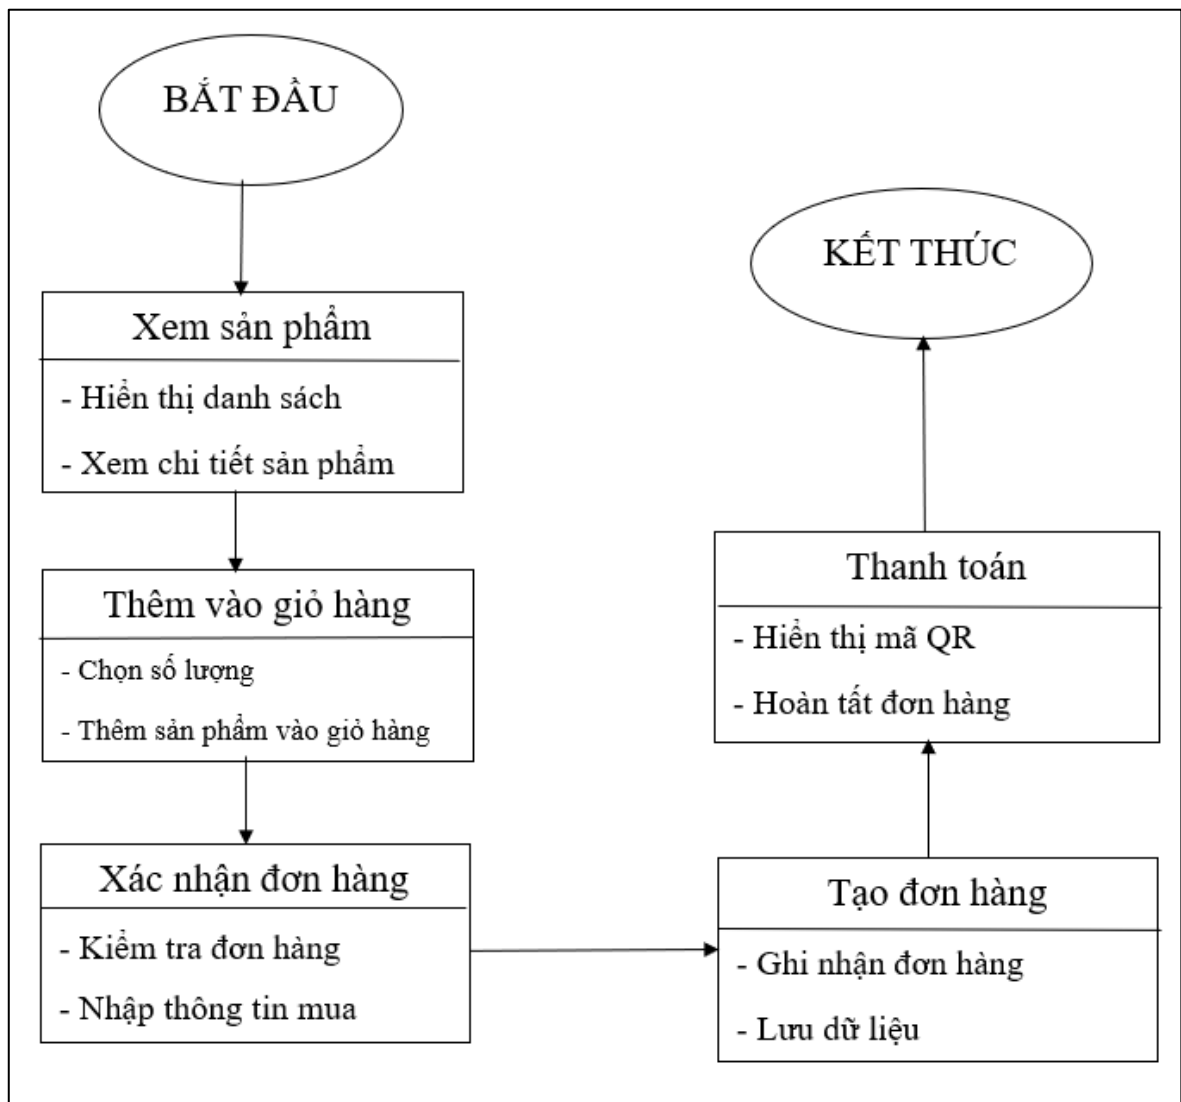 BẮT ĐẦU
Xem sản phẩm
- Hiển thị danh sách
- Xem chi tiết sản phẩm
Thêm vào giỏ hàng
- Chọn số lượng
- Thêm sản phẩm vào giỏ hàng
Xác nhận đơn hàng
- Kiểm tra đơn hàng
- Nhập thông tin mua
Tạo đơn hàng
- Ghi nhận đơn hàng
- Lưu dữ liệu
Thanh toán
- Hiển thị mã QR
- Hoàn tất đơn hàng
KẾT THÚC